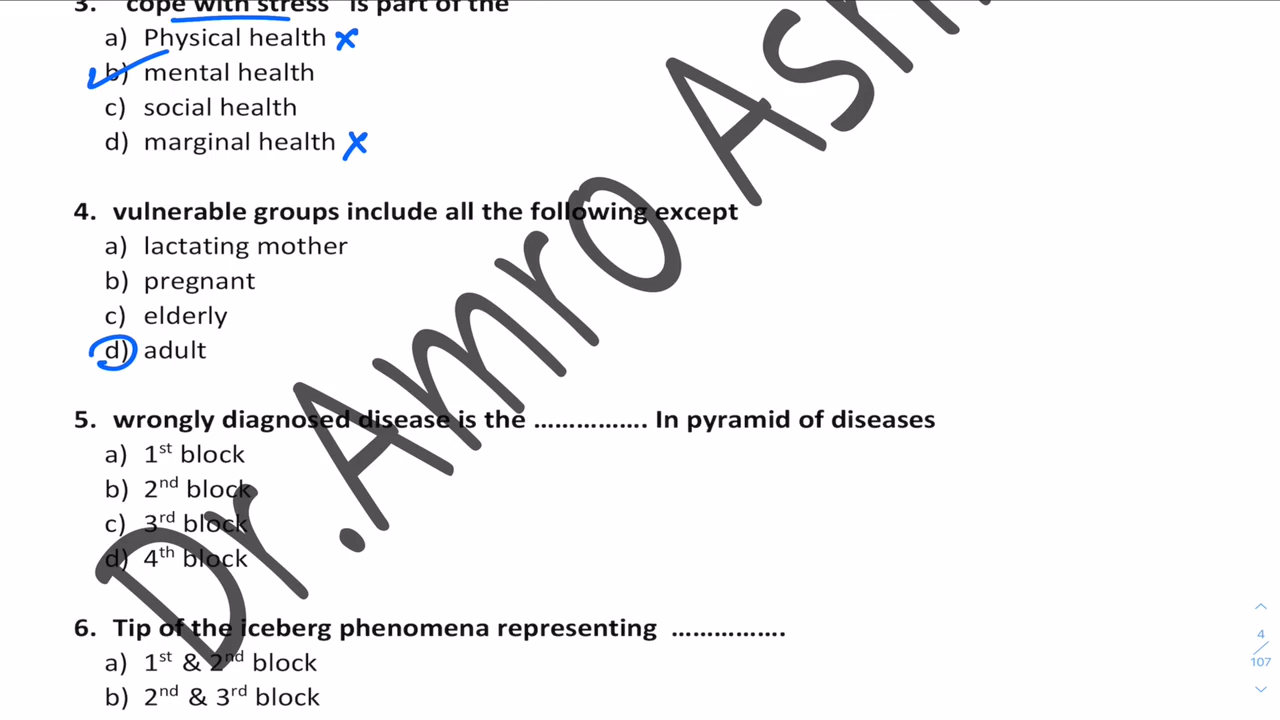 3. "cope with stress" is part of the
a) Physical health
b) mental health
c) social health
d) marginal health
4. vulnerable groups include all the following except
a) lactating mother
b) pregnant
c) elderly
d) adult
5. wrongly diagnosed disease is the ............... In pyramid of diseases
a) 1st block
b) 2nd block
c) 3rd block
d) 4th block
6. Tip of the iceberg phenomena representing ...............
a) 1st & 2nd block
b) 2nd & 3rd block
Dr.Amro
4
107